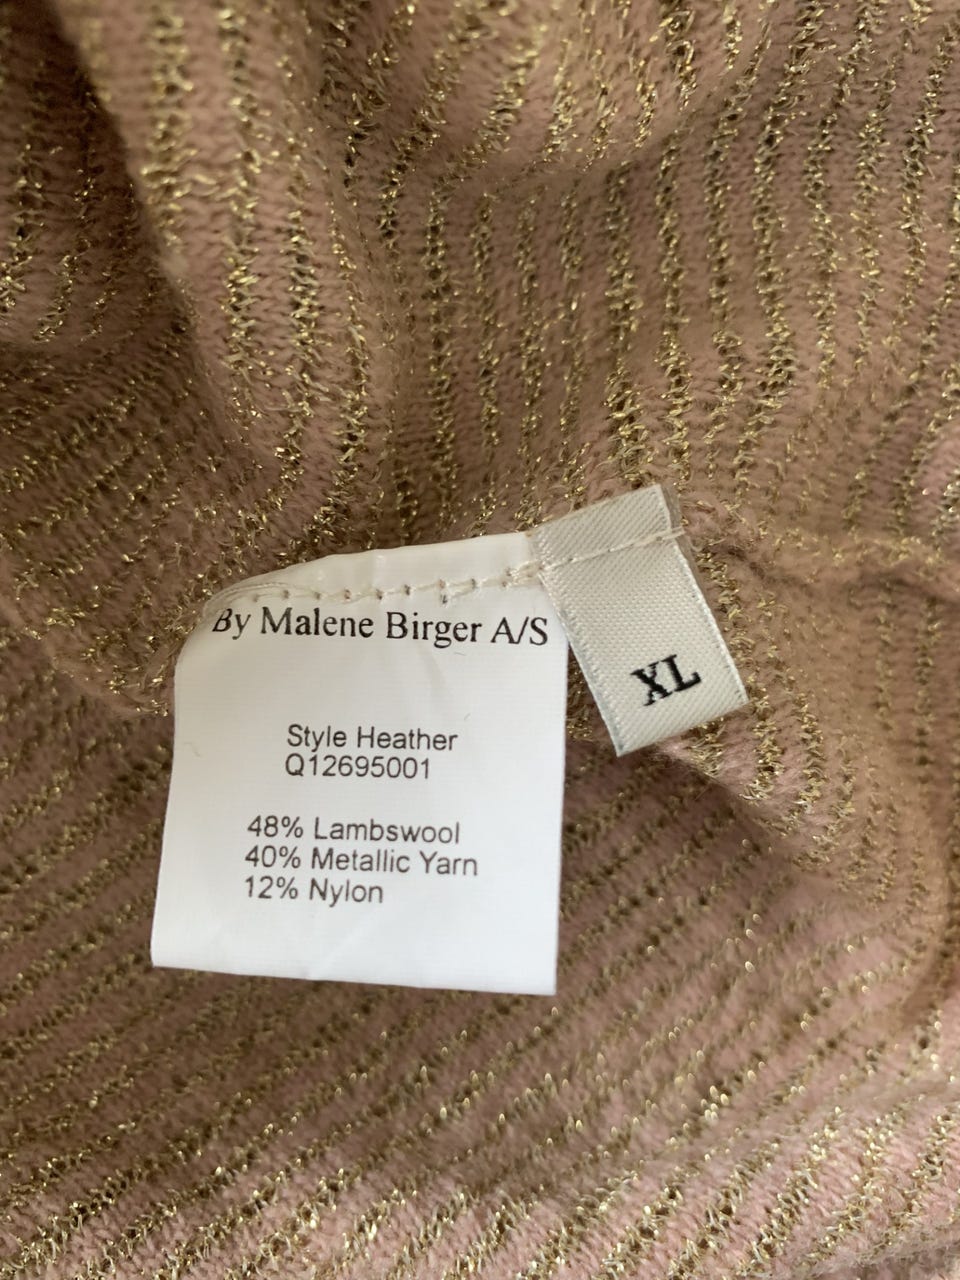 By Malene Birger A/S
XL
Style Heather
Q12695001
48% Lambswool
40% Metallic Yarn
12% Nylon